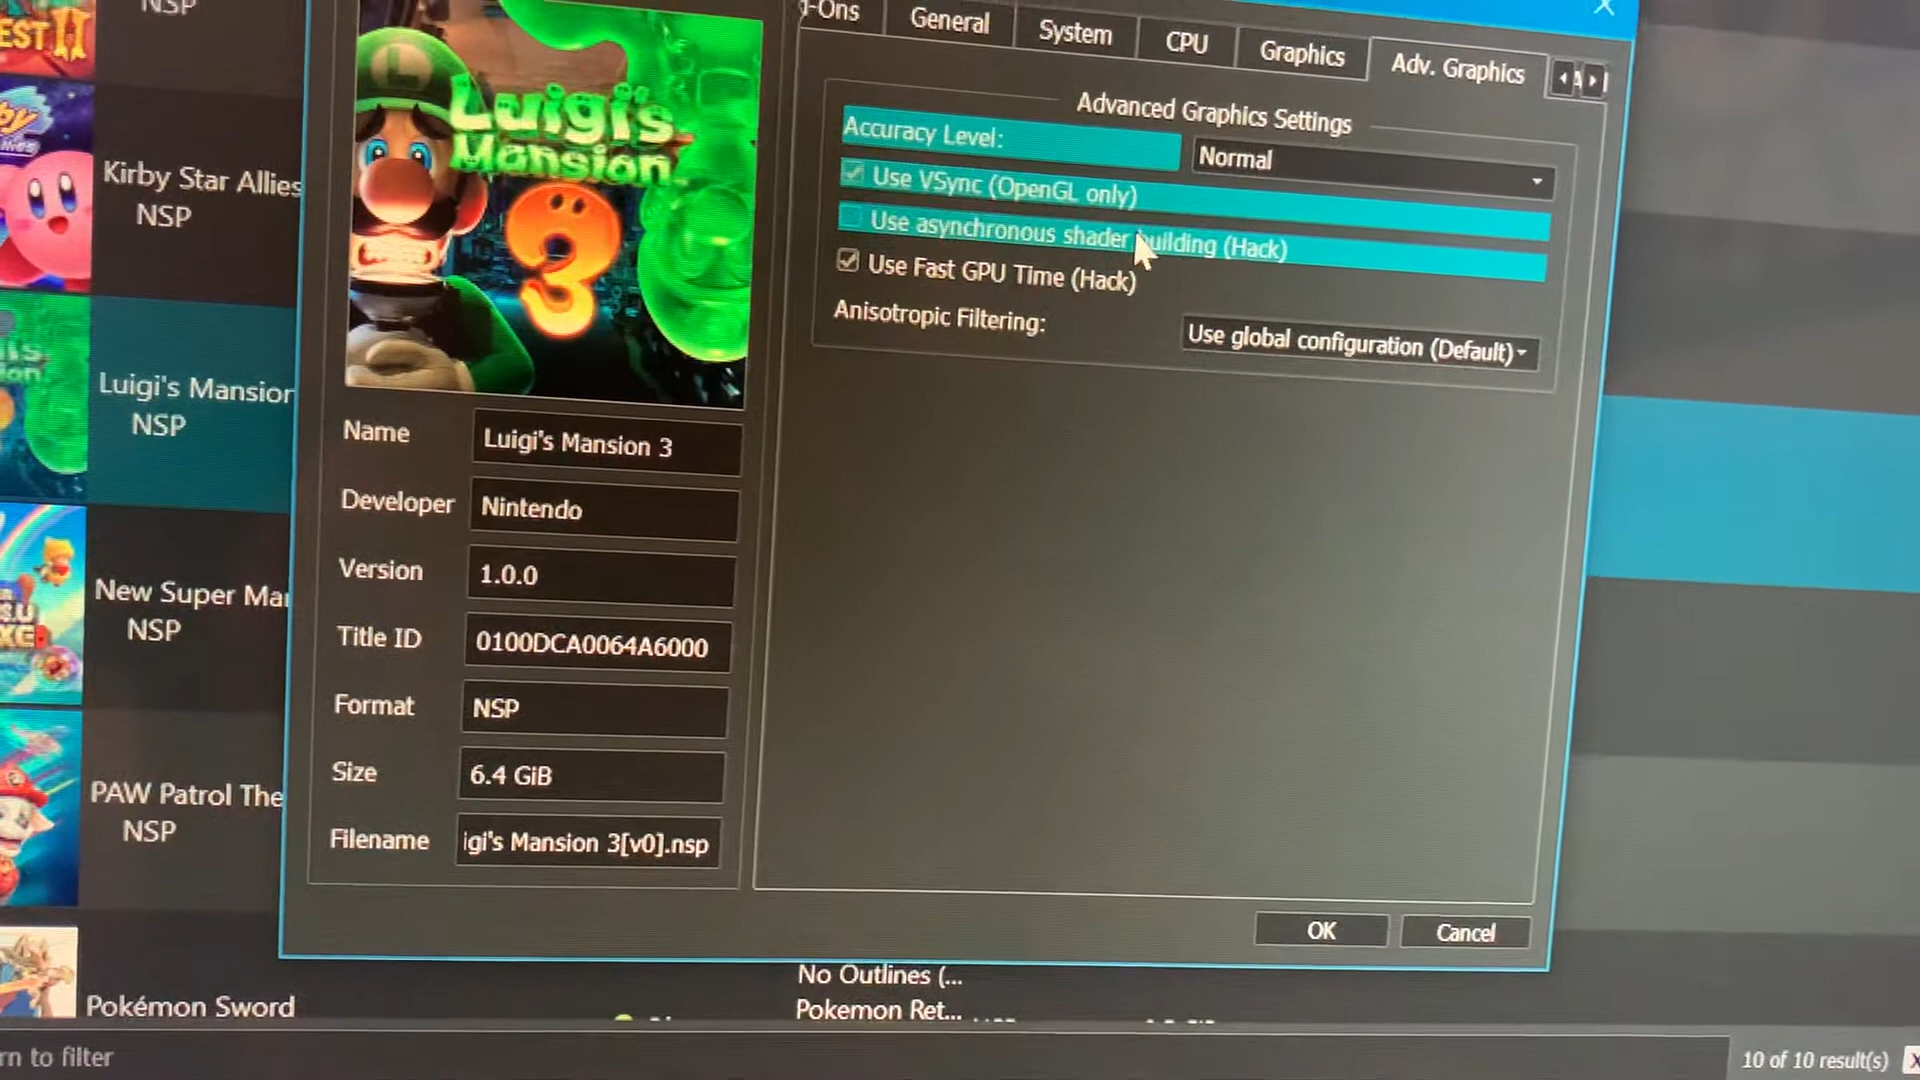 NSP
EST II
Kirby Star Allies
NSP
Luigi's Mansion
NSP
New Super Mar
NSP
PAW Patrol The
NSP
Pokémon Sword
Luigi's
Mansion
3
L
Name
Luigi's Mansion 3
Developer
Nintendo
Version
1.0.0
Title ID
0100DCA0064A6000
Format
NSP
Size
6.4 GiB
Filename
igi's Mansion 3[v0].nsp
d-Ons
General
System
CPU
Graphics
Adv. Graphics
Advanced Graphics Settings
Accuracy Level:
Normal
Use VSync (OpenGL only)
Use asynchronous shader building (Hack)
Use Fast GPU Time (Hack)
Anisotropic Filtering:
Use global configuration (Default)
OK
Cancel
No Outlines (...
Pokemon Ret...
rn to filter
10 of 10 result(s)
X